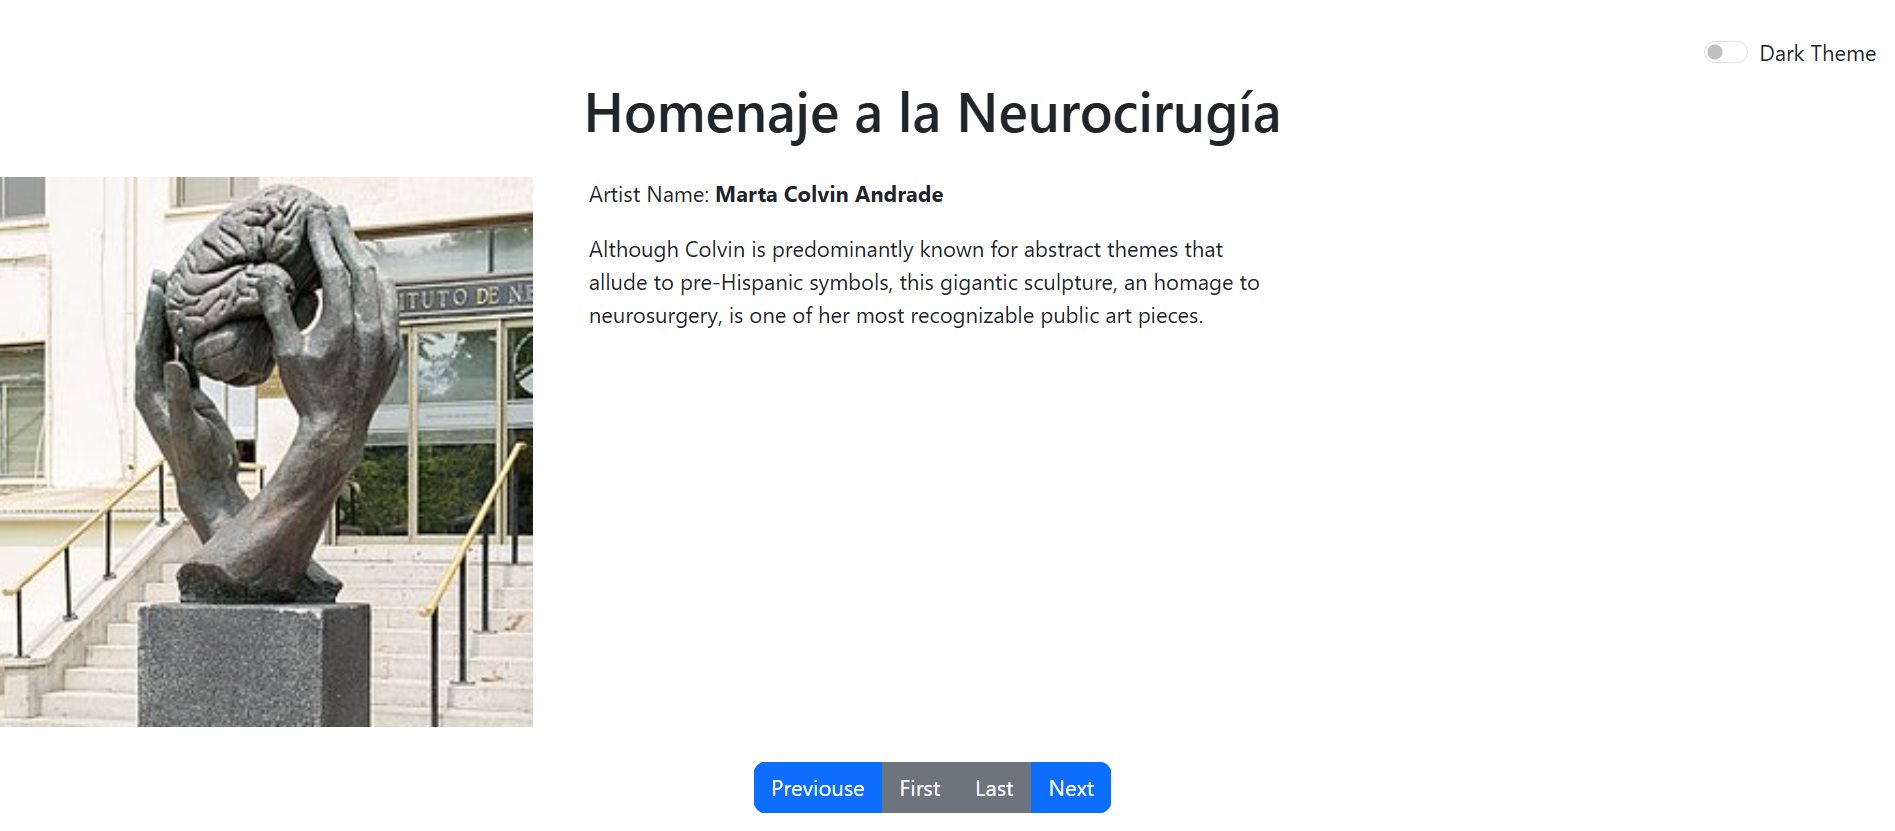 Dark Theme
Homenaje a la Neurocirugía
Artist Name: Marta Colvin Andrade
Although Colvin is predominantly known for abstract themes that
allude to pre-Hispanic symbols, this gigantic sculpture, an homage to
neurosurgery, is one of her most recognizable public art pieces.
ITUTO DE NE
Previouse First Last Next